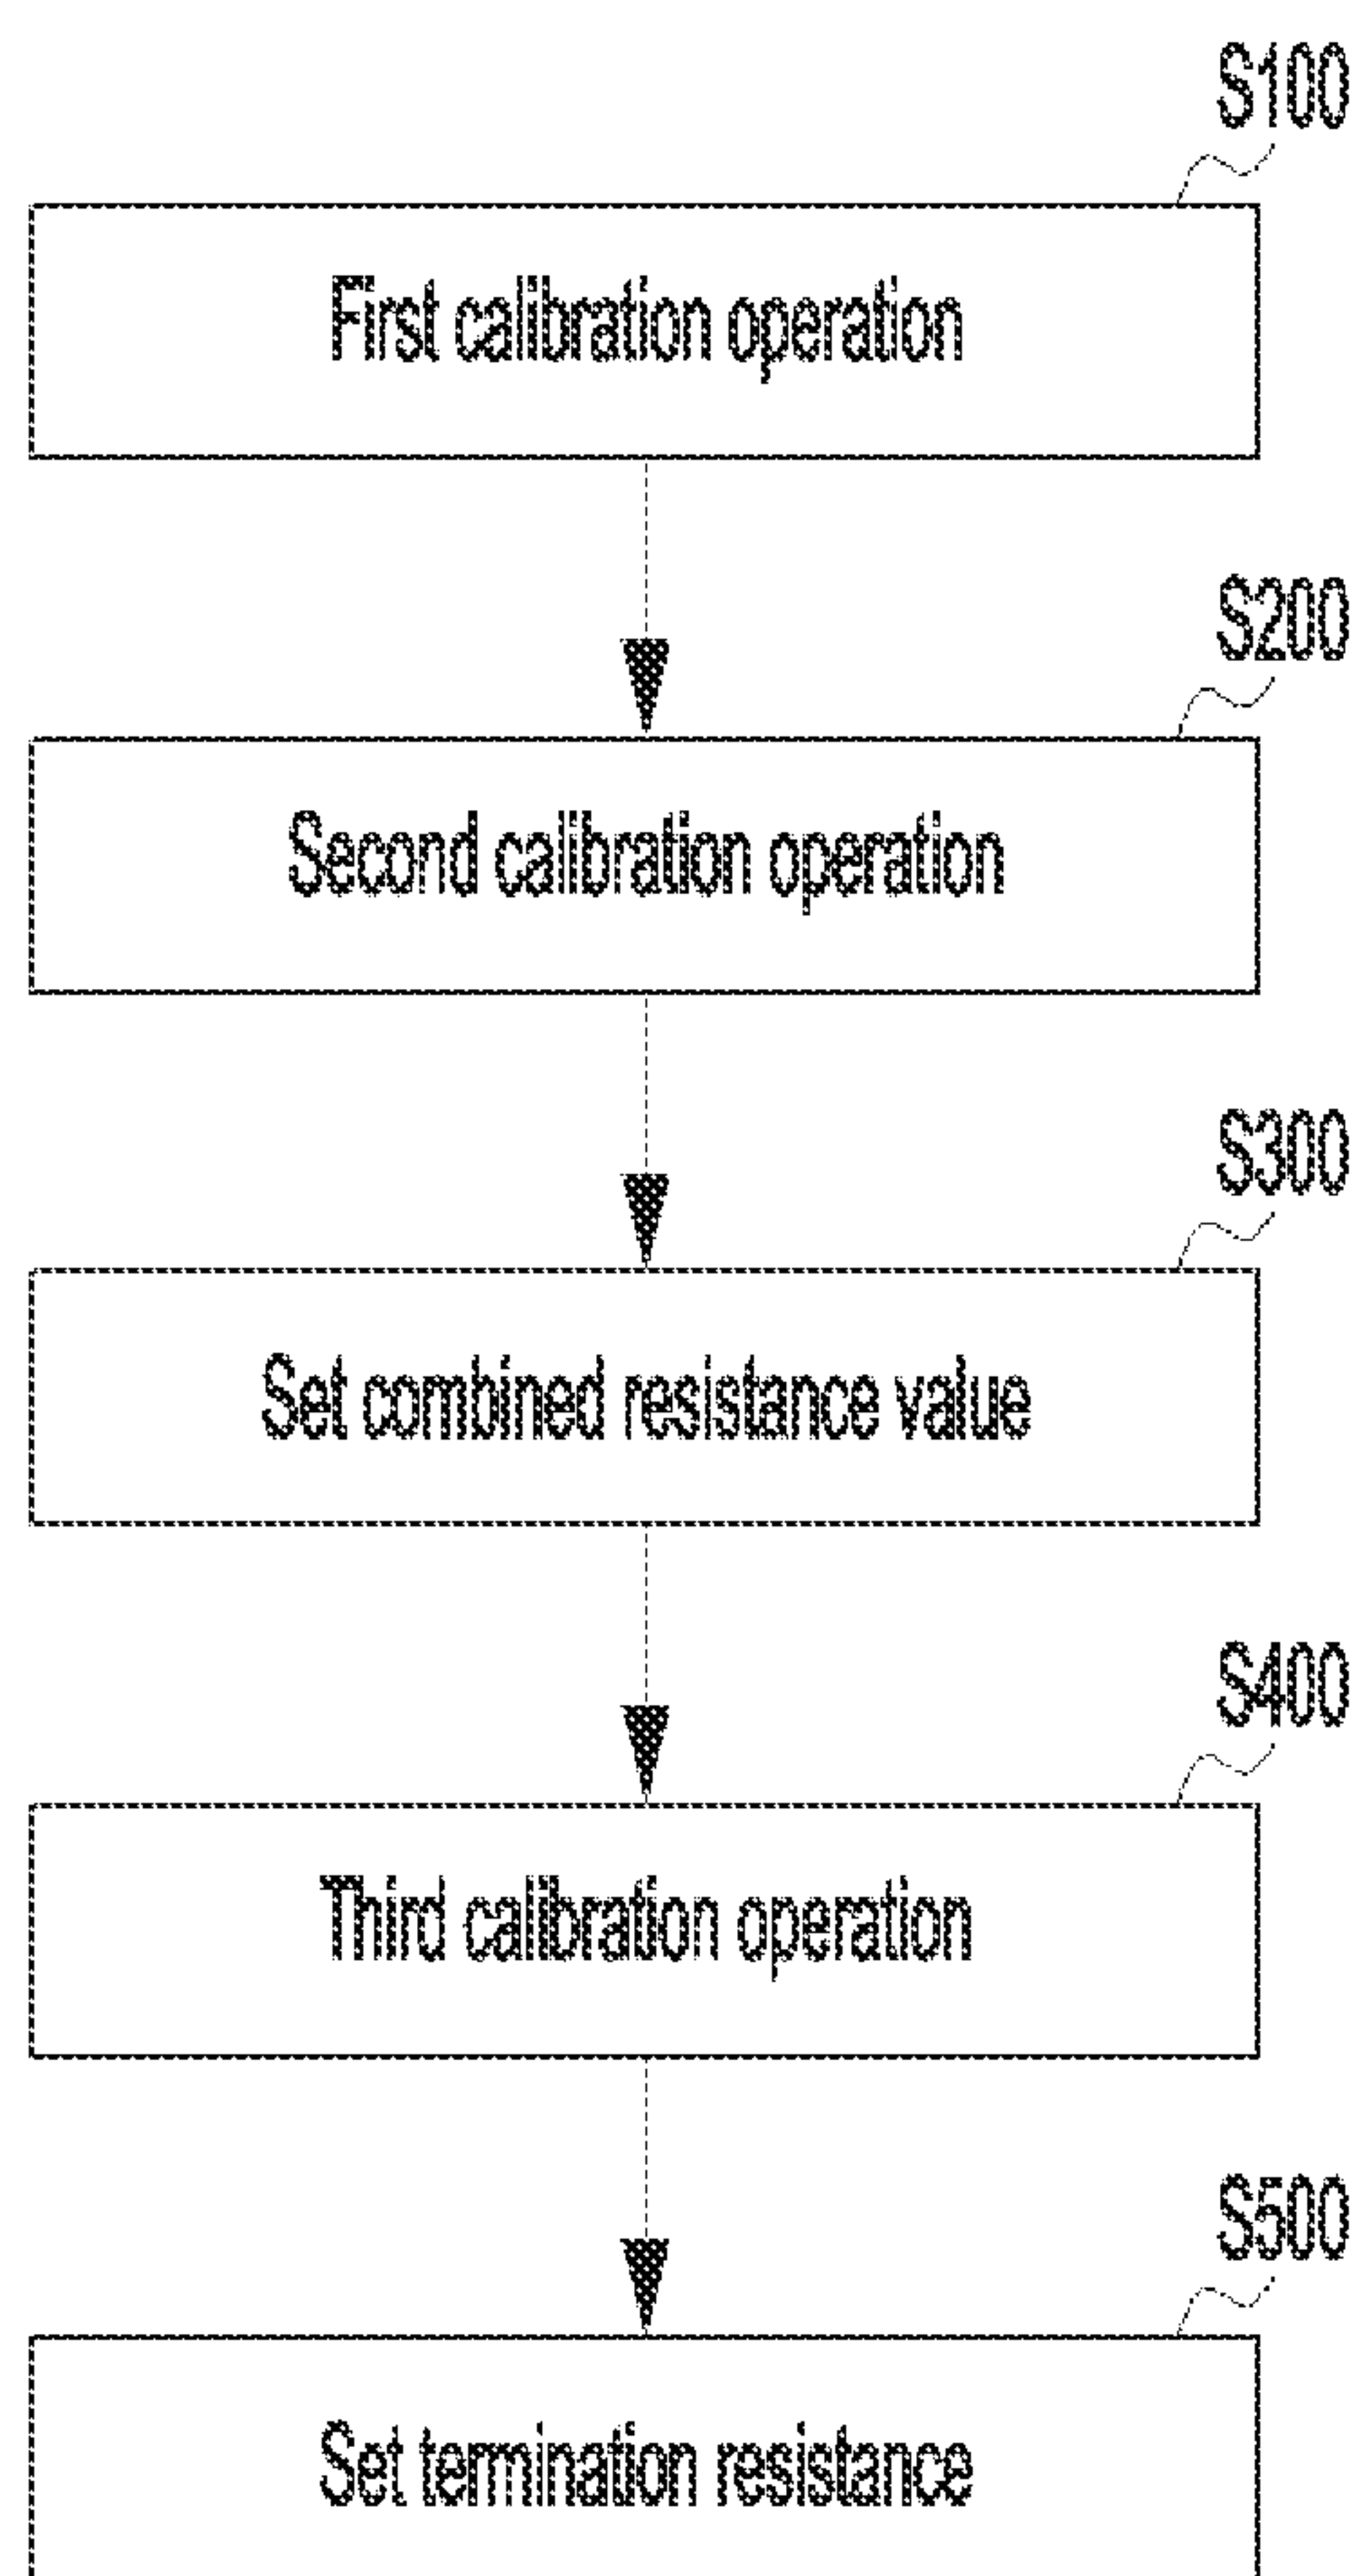 S100
First calibration operation
S200
Second calibration operation
S300
Set combined resistance value
S400
Third calibration operation
S500
Set termination resistance